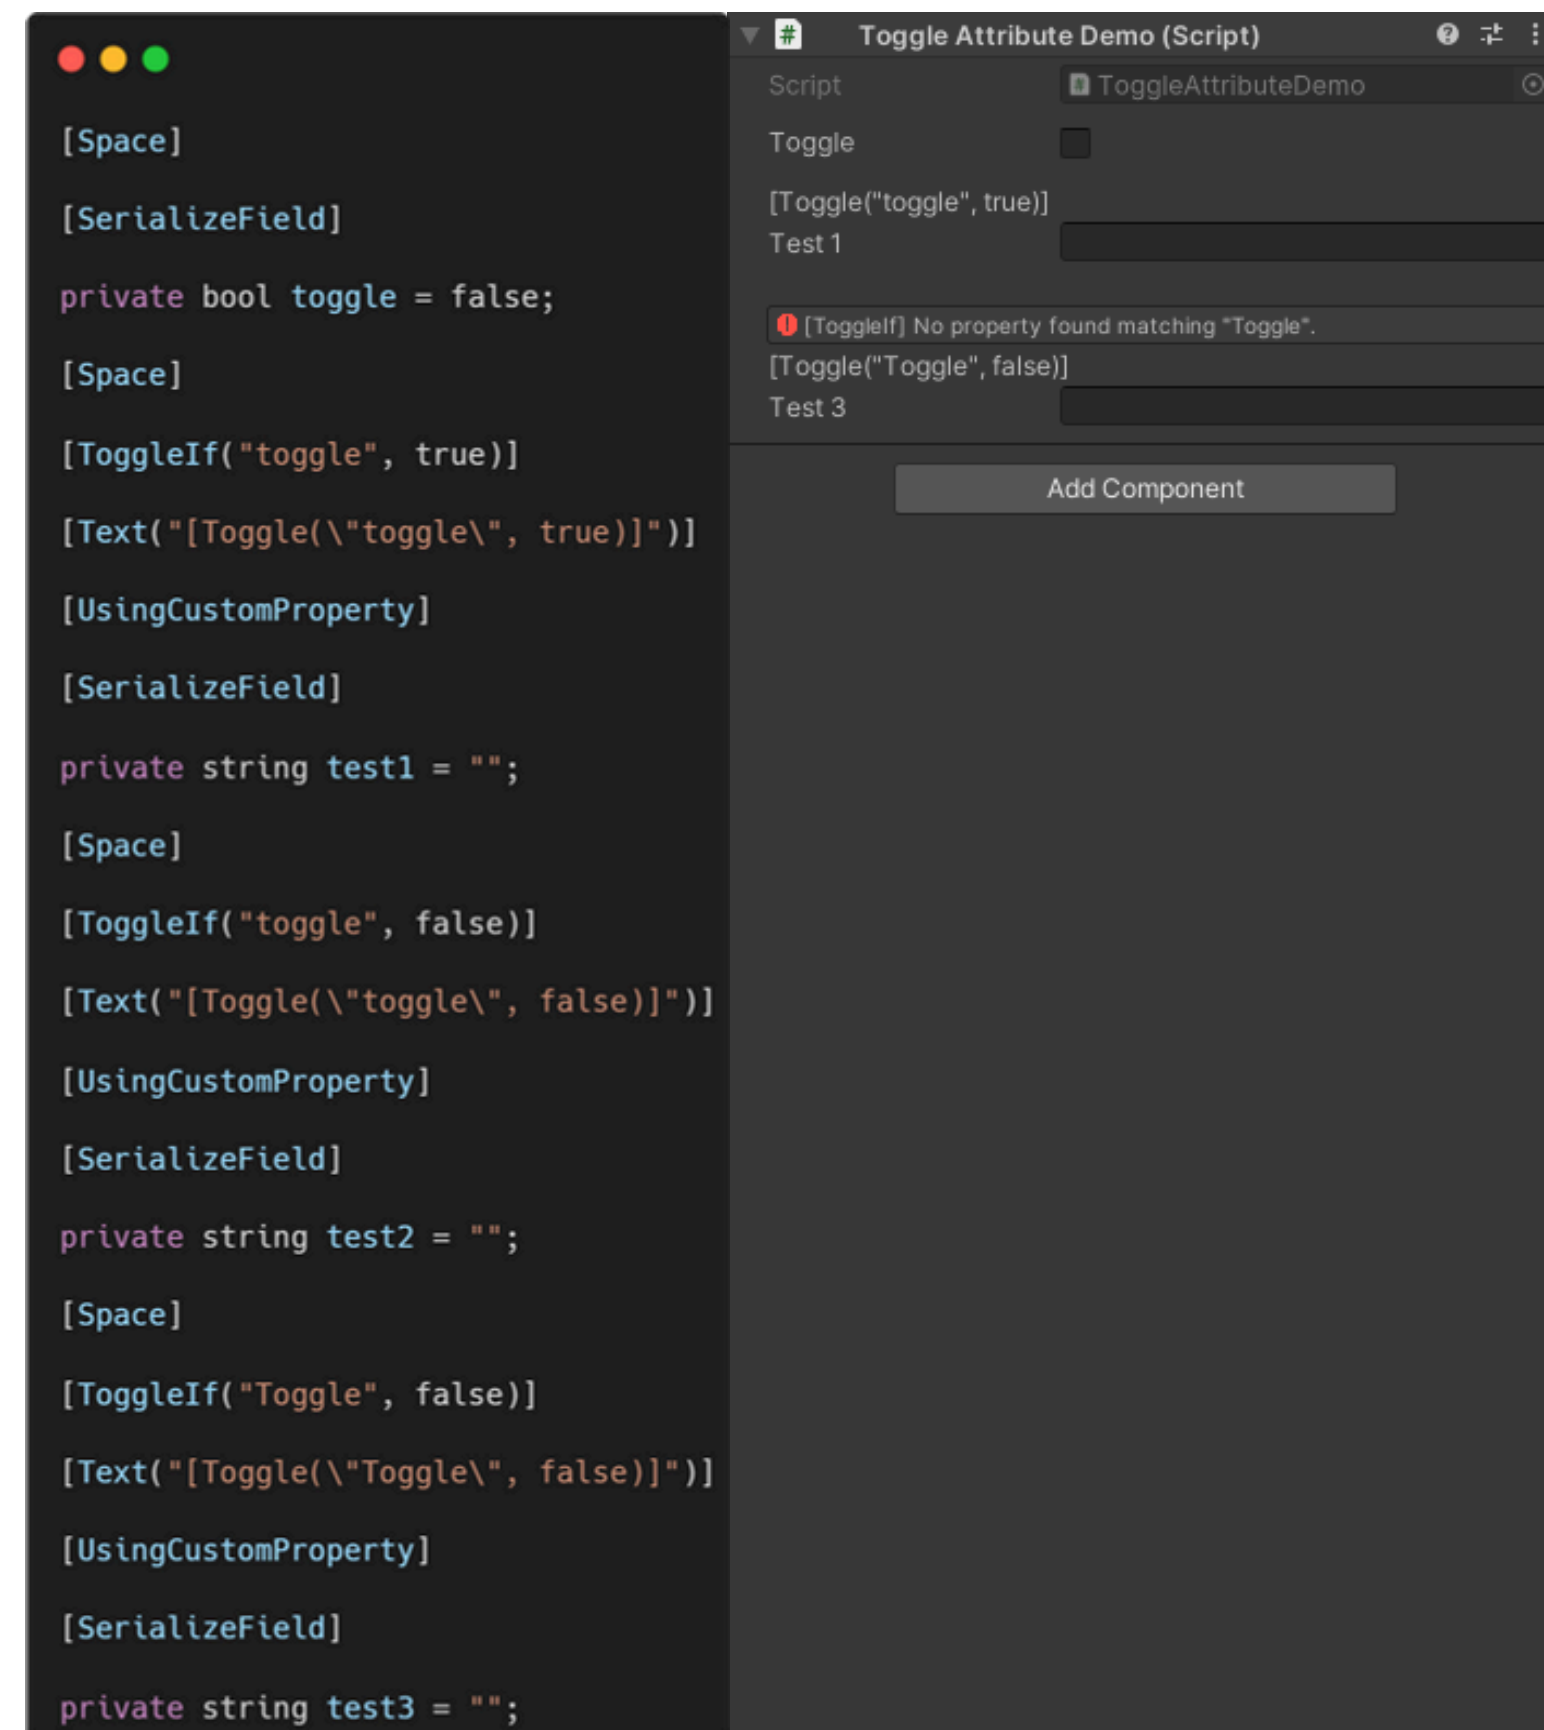 [Space]
[SerializeField]
private bool toggle = false;
[Space]
[ToggleIf("toggle", true)]
[Text("[Toggle(\"toggle\", true)]")]
[UsingCustomProperty]
[SerializeField]
private string test1 = "";
[Space]
[ToggleIf("toggle", false)]
[Text("[Toggle(\"toggle\", false)]")]
[UsingCustomProperty]
[SerializeField]
private string test2 = "";
[Space]
[ToggleIf("Toggle", false)]
[Text("[Toggle(\"Toggle\", false)]")]
[UsingCustomProperty]
[SerializeField]
private string test3 = "";
# Toggle Attribute Demo (Script)
Script # ToggleAttributeDemo
Toggle
[Toggle("toggle", true)]
Test 1
[ToggleIf] No property found matching "Toggle".
[Toggle("Toggle", false)]
Test 3
Add Component